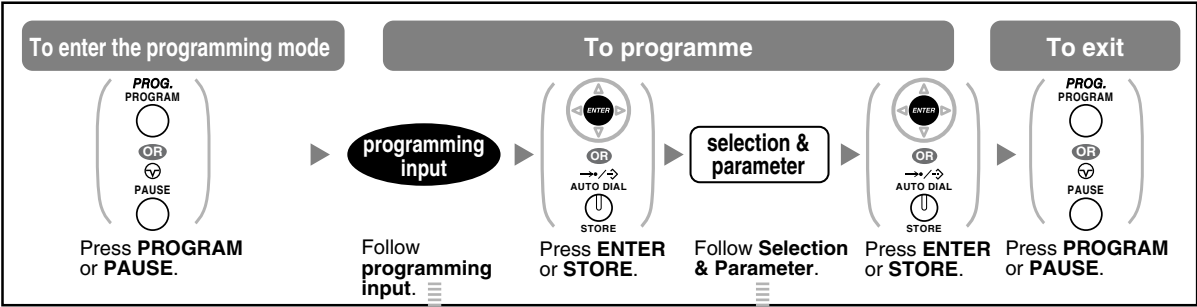 To enter the programming mode
To programme
To exit
PROG.
PROGRAM
OR
PAUSE
Press PROGRAM
or PAUSE.
programming
input
Follow
programming
input.
ENTER
OR
AUTO DIAL
STORE
Press ENTER
or STORE.
selection &
parameter
Follow Selection
& Parameter.
ENTER
OR
AUTO DIAL
STORE
Press ENTER
or STORE.
PROG.
PROGRAM
OR
PAUSE
Press PROGRAM
or PAUSE.